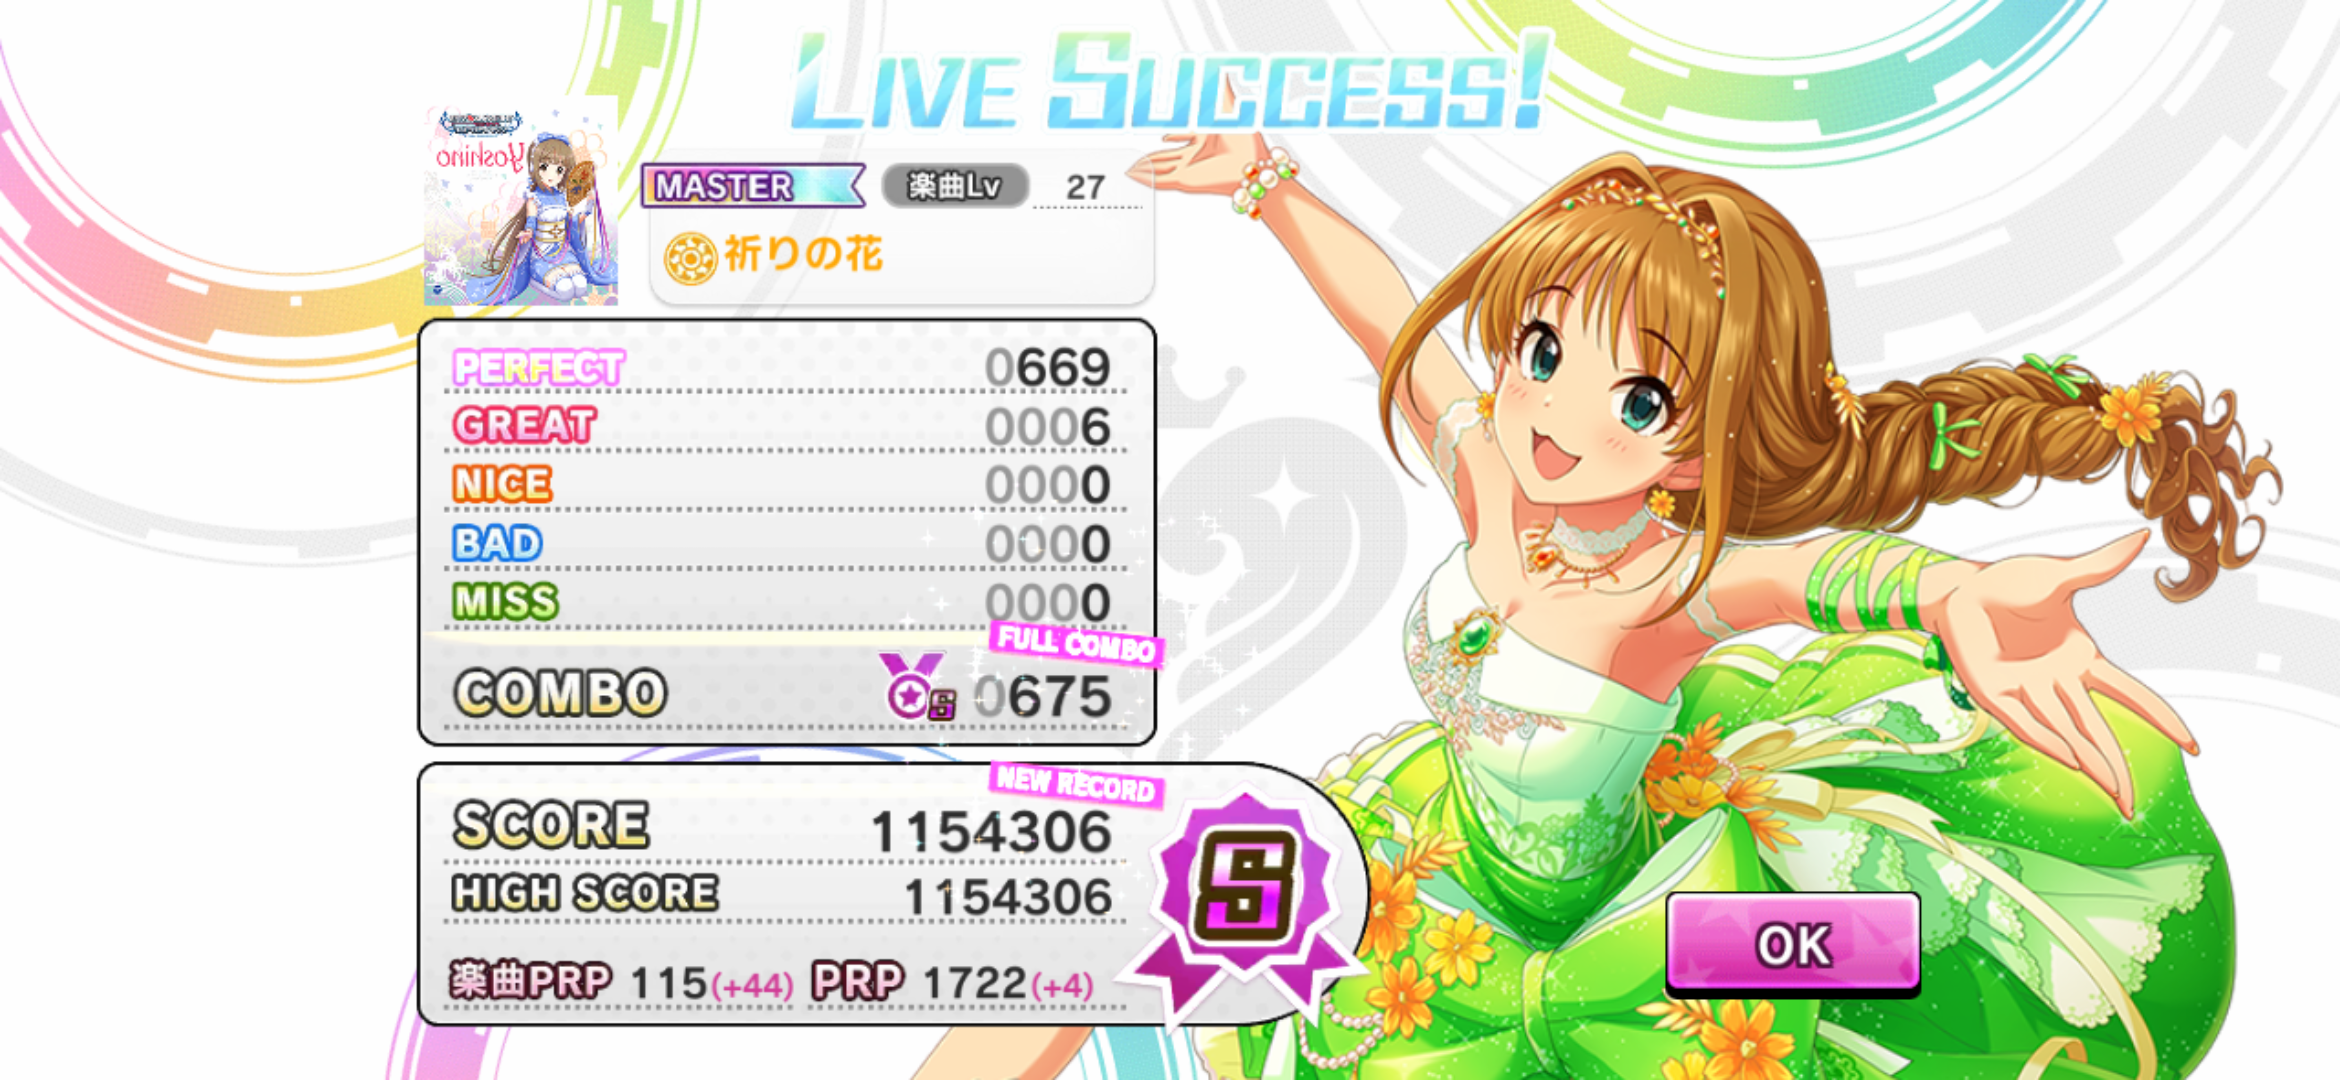 LIVE SUCCESS!
Yoshino
MASTER 楽曲Lv 27
祈りの花
PERFECT 0669
GREAT 0006
NICE 0000
BAD 0000
MISS 0000
FULL COMBO
COMBO S 0675
NEW RECORD
SCORE 1154306
HIGH SCORE 1154306
S
楽曲PRP 115(+44) PRP 1722(+4)
OK